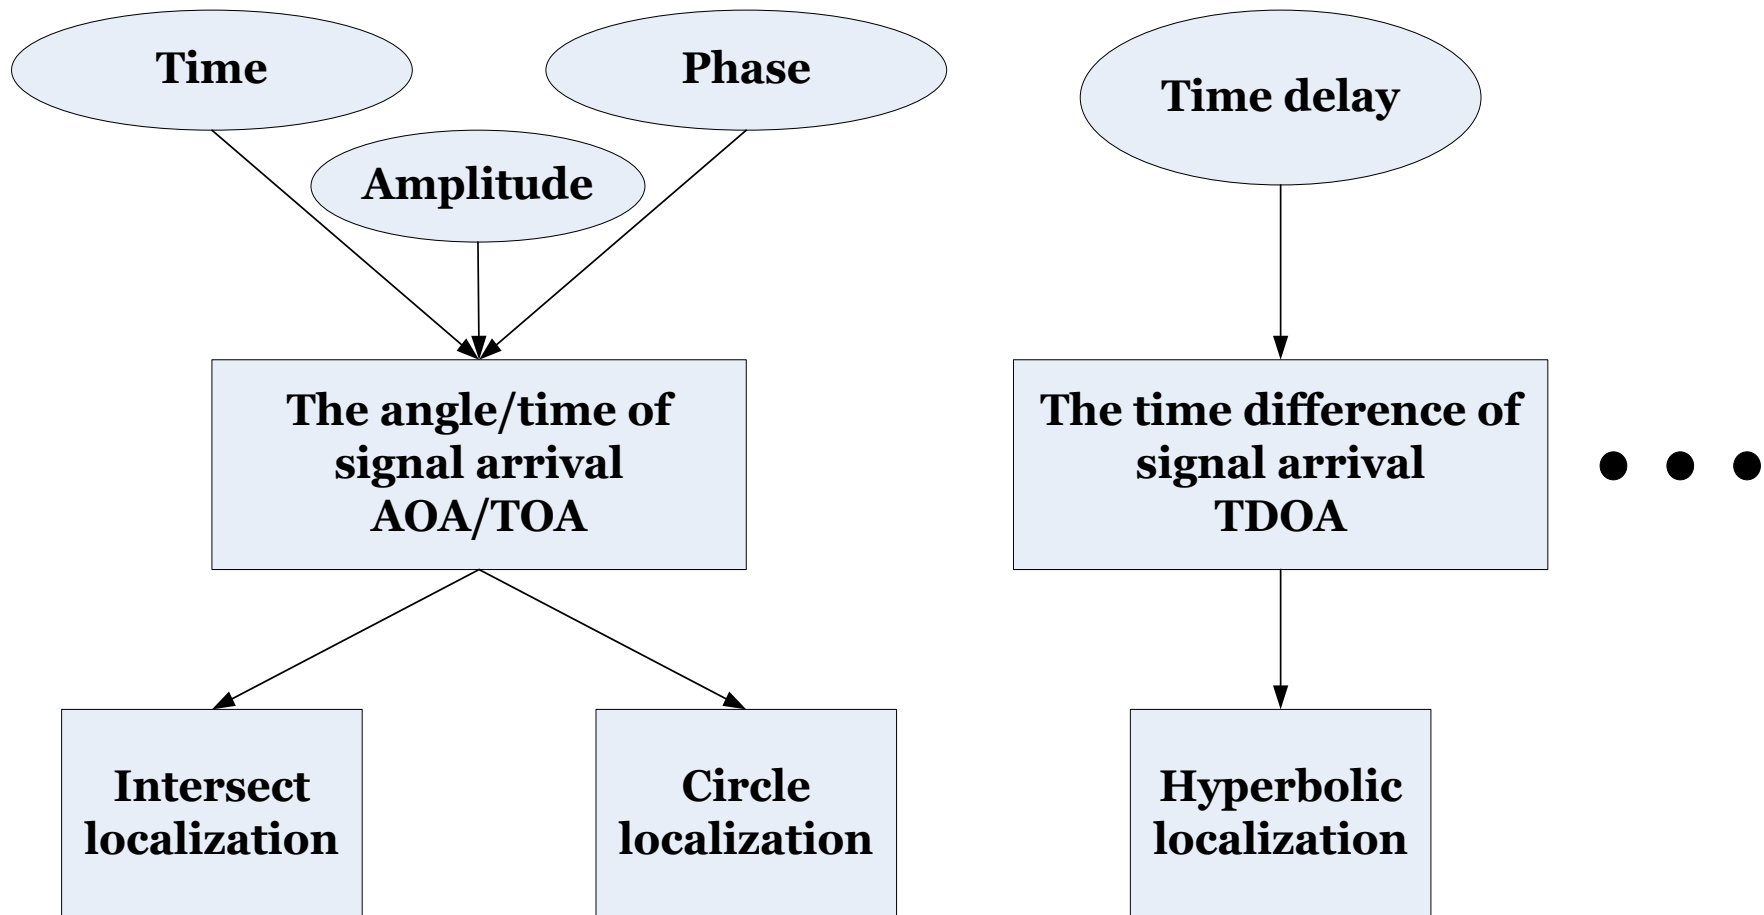 Time
Phase
Time delay
Amplitude
The angle/time of
signal arrival
AOA/TOA
The time difference of
signal arrival
TDOA
Intersect
localization
Circle
localization
Hyperbolic
localization